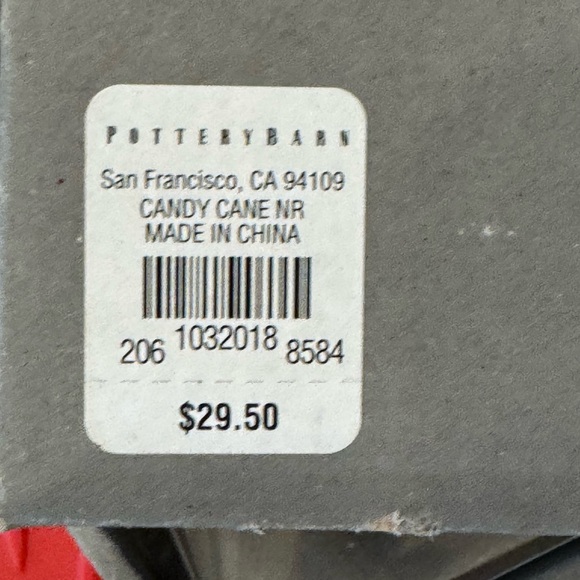 POTTERYBARN
San Francisco, CA 94109
CANDY CANE NR
MADE IN CHINA
206 1032018 8584
$29.50